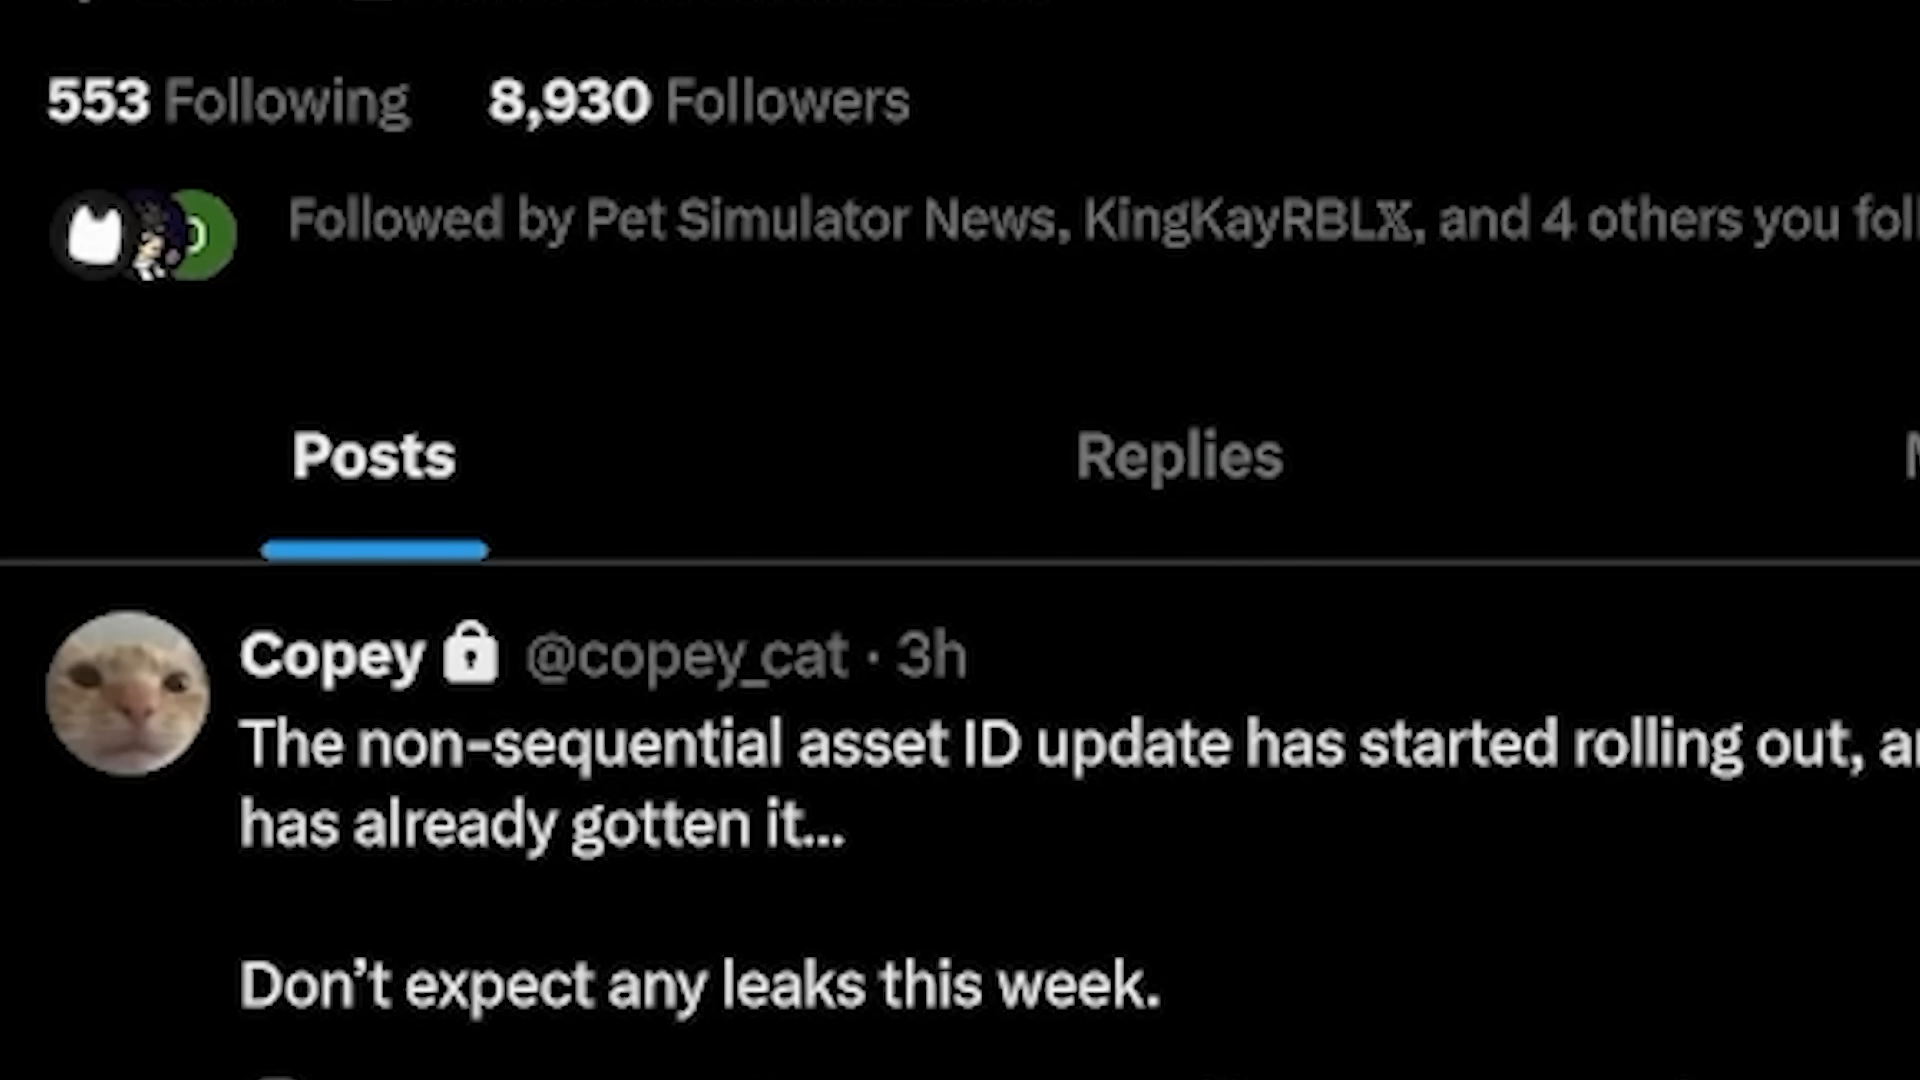 553 Following 8,930 Followers
Followed by Pet Simulator News, KingKayRBLX, and 4 others you
Posts Replies
Copey @copey_cat · 3h
The non-sequential asset ID update has started rolling out,
has already gotten it...
Don’t expect any leaks this week.